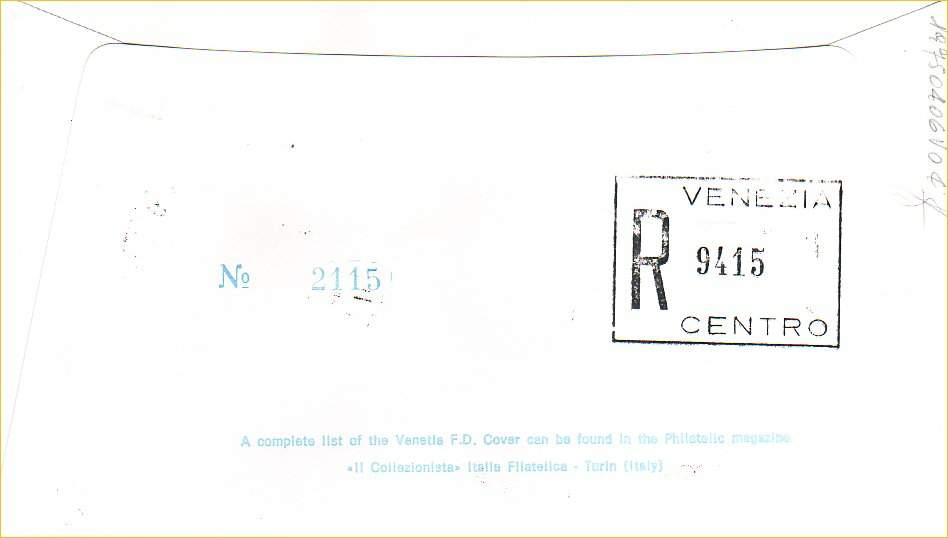 VENEZIA
R 9415
CENTRO
№ 2115
A complete list of the Venetia F.D. Cover can be found in the Philatelic magazine
«Il Collezionista» Italia Filatelica - Turin (Italy)